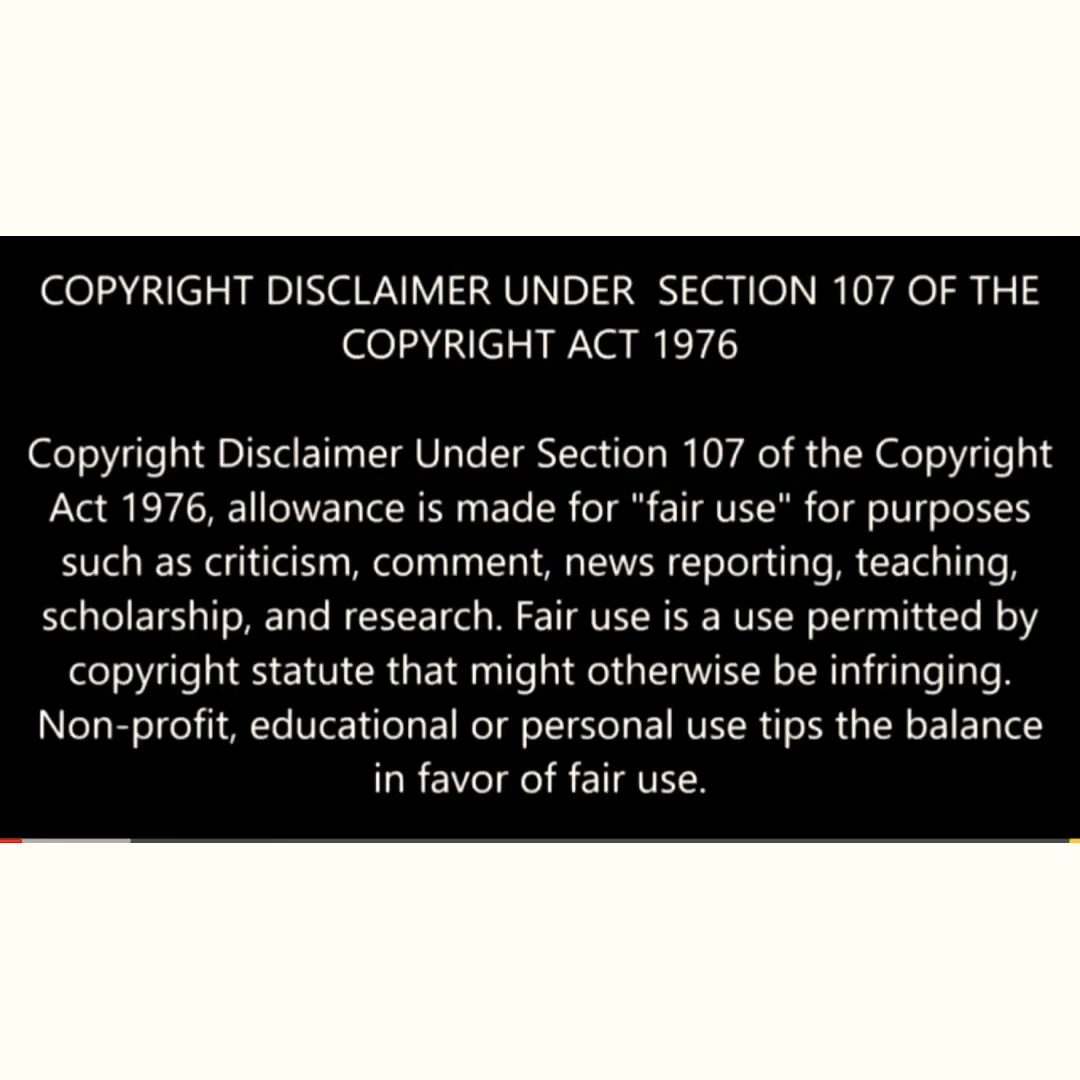 COPYRIGHT DISCLAIMER UNDER  SECTION 107 OF THE
COPYRIGHT ACT 1976
Copyright Disclaimer Under Section 107 of the Copyright
Act 1976, allowance is made for "fair use" for purposes
such as criticism, comment, news reporting, teaching,
scholarship, and research. Fair use is a use permitted by
copyright statute that might otherwise be infringing.
Non-profit, educational or personal use tips the balance
in favor of fair use.